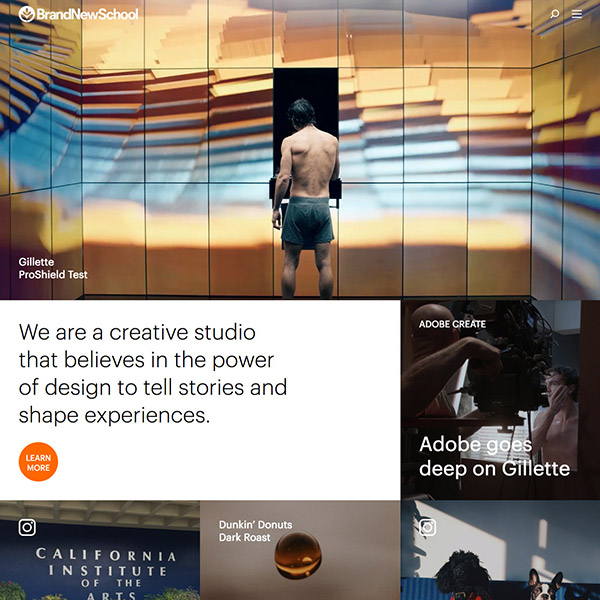 BrandNewSchool
Gillette
ProShield Test
We are a creative studio
that believes in the power
of design to tell stories and
shape experiences.
LEARN
MORE
ADOBE CREATE
Adobe goes
deep on Gillette
CALIFORNIA
INSTITUTE
OF THE
ARTS
Dunkin’ Donuts
Dark Roast